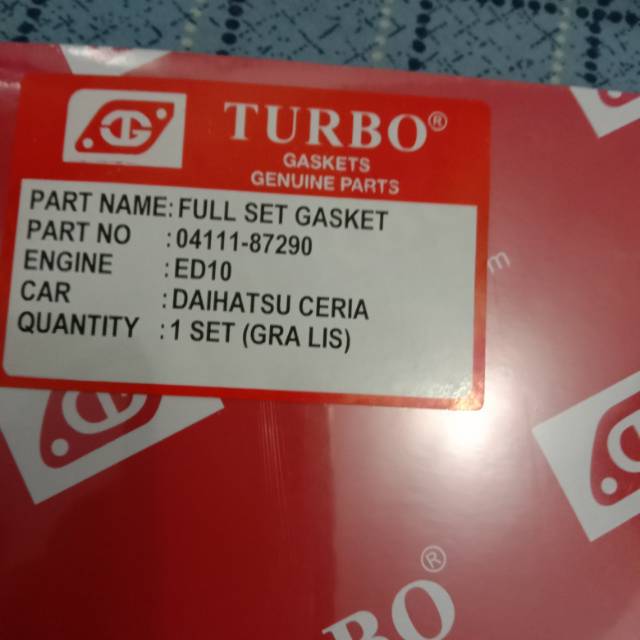 TURBO®
GASKETS
GENUINE PARTS
PART NAME: FULL SET GASKET
PART NO : 04111-87290
ENGINE : ED10
CAR : DAIHATSU CERIA
QUANTITY : 1 SET (GRA LIS)
®